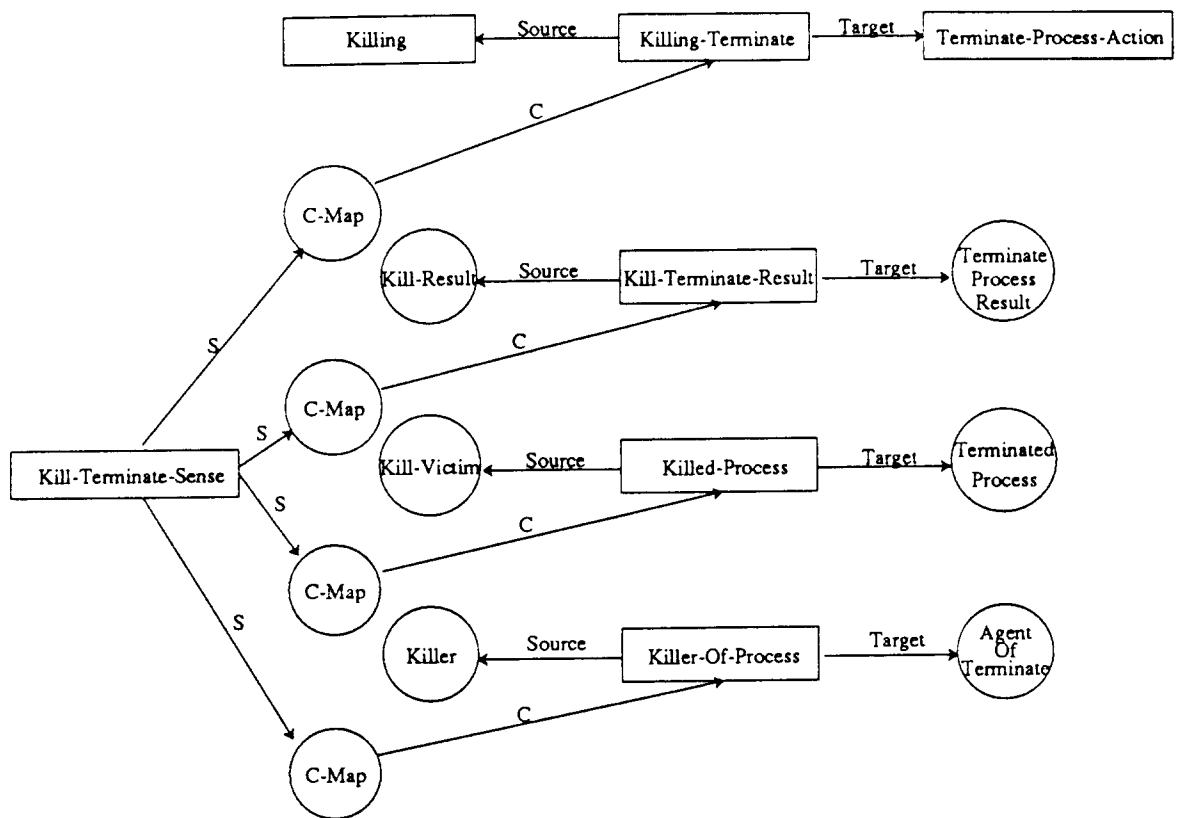 Killing
Source
Killing-Terminate
Target
Terminate-Process-Action
C
C-Map
S
Kill-Result
Source
Kill-Terminate-Result
Target
Terminate
Process
Result
C
C-Map
S
Kill-Terminate-Sense
Kill-Victim
Source
Killed-Process
Target
Terminated
Process
S
C
C-Map
S
Killer
Source
Killer-Of-Process
Target
Agent
Of
Terminate
C
C-Map